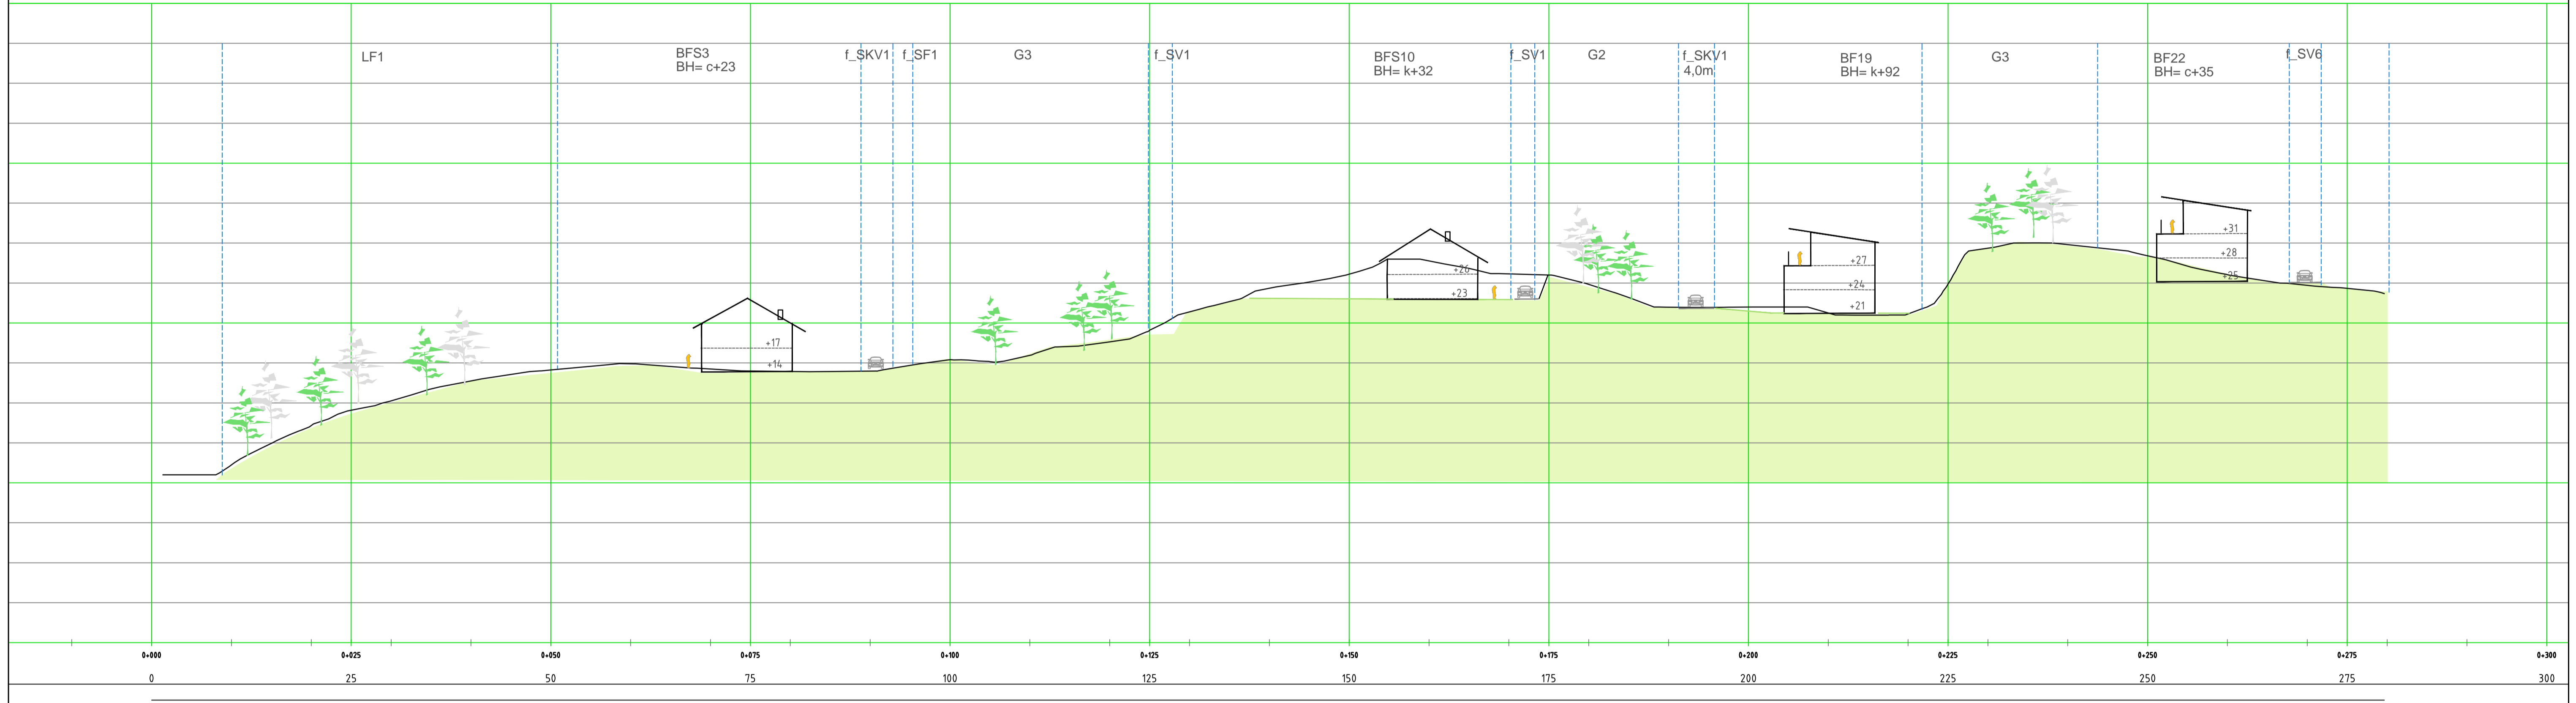 LF1
BFS3
BH= c+23
f_SKV1
f_SF1
G3
f_SV1
BFS10
BH= k+32
f_SV1
G2
f_SKV1
4,0m
BF19
BH= k+92
G3
BF22
BH= c+35
f_SV6
+17
+14
+26
+23
+27
+24
+21
+31
+28
+25
0+000 0+025 0+050 0+075 0+100 0+125 0+150 0+175 0+200 0+225 0+250 0+275 0+300
0 25 50 75 100 125 150 175 200 225 250 275 300